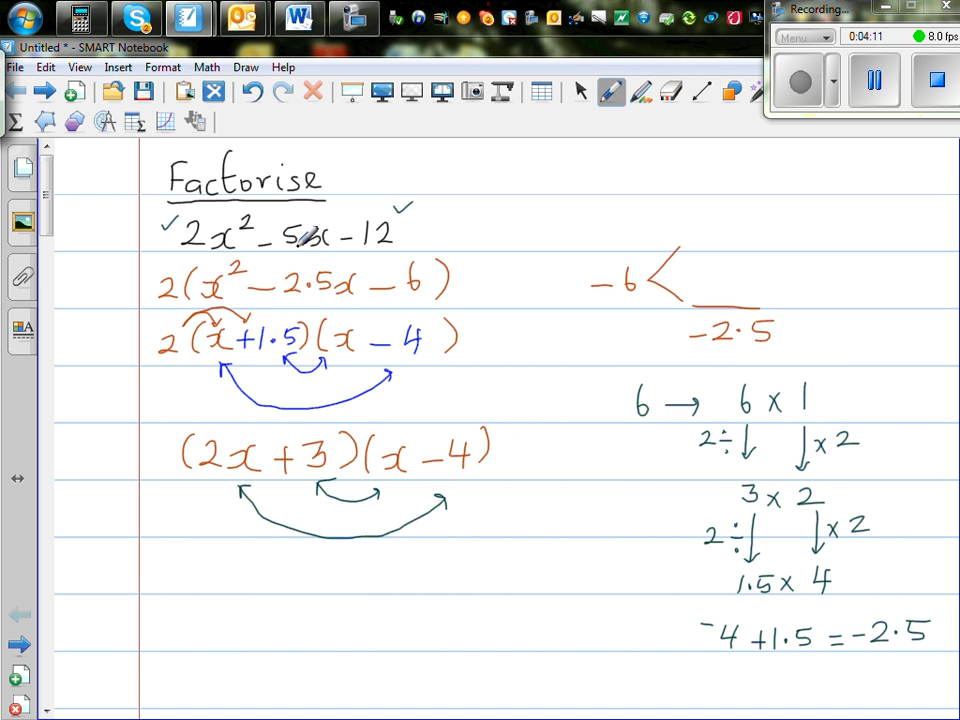 Recording...
Untitled * - SMART Notebook
Menu
0:04:11
8.0 fps
File Edit View Insert Format Math Draw Help
Factorise
✓ 2x² - 5x - 12 ✓
2(x² - 2.5x - 6)
-6
-2.5
2(x + 1.5)(x - 4)
6 → 6 x 1
2 ÷ ↓ ↓ x 2
(2x + 3)(x - 4)
3 x 2
2 ÷ ↓ ↓ x 2
1.5 x 4
-4 + 1.5 = -2.5